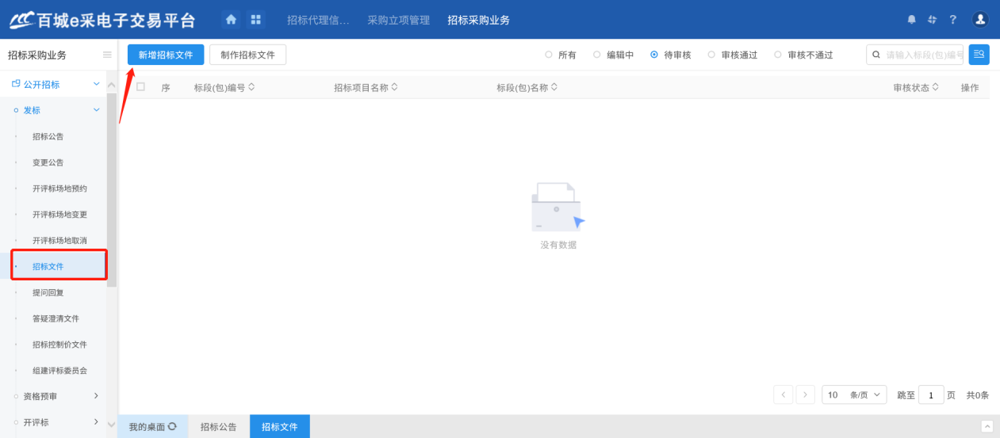 百城e采电子交易平台
招标代理信... 采购立项管理 招标采购业务
招标采购业务
新增招标文件 制作招标文件
所有 编辑中 待审核 审核通过 审核不通过
请输入标段(包)编号
序 标段(包)编号 招标项目名称 标段(包)名称 审核状态 操作
公开招标
发标
招标公告
变更公告
开评标场地预约
开评标场地变更
开评标场地取消
招标文件
提问回复
答疑澄清文件
招标控制价文件
组建评标委员会
资格预审
开评标
没有数据
10 条/页 跳至 1 页 共0条
我的桌面 招标公告 招标文件